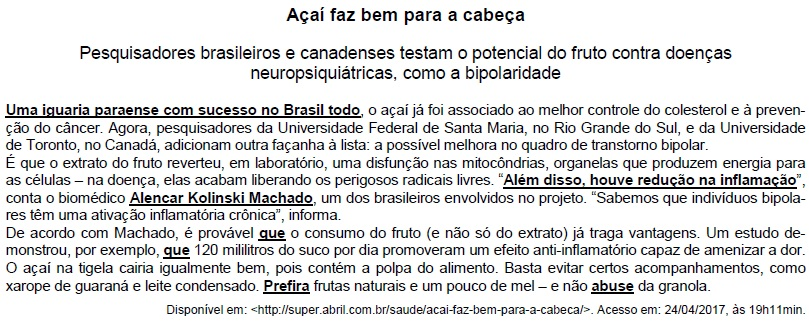 Açaí faz bem para a cabeça
Pesquisadores brasileiros e canadenses testam o potencial do fruto contra doenças
neuropsiquiátricas, como a bipolaridade
Uma iguaria paraense com sucesso no Brasil todo, o açaí já foi associado ao melhor controle do colesterol e à preven-
ção do câncer. Agora, pesquisadores da Universidade Federal de Santa Maria, no Rio Grande do Sul, e da Universidade
de Toronto, no Canadá, adicionam outra façanha à lista: a possível melhora no quadro de transtorno bipolar.
É que o extrato do fruto reverteu, em laboratório, uma disfunção nas mitocôndrias, organelas que produzem energia para
as células – na doença, elas acabam liberando os perigosos radicais livres. “Além disso, houve redução na inflamação”,
conta o biomédico Alencar Kolinski Machado, um dos brasileiros envolvidos no projeto. “Sabemos que indivíduos bipola-
res têm uma ativação inflamatória crônica”, informa.
De acordo com Machado, é provável que o consumo do fruto (e não só do extrato) já traga vantagens. Um estudo de-
monstrou, por exemplo, que 120 mililitros do suco por dia promoveram um efeito anti-inflamatório capaz de amenizar a dor.
O açaí na tigela cairia igualmente bem, pois contém a polpa do alimento. Basta evitar certos acompanhamentos, como
xarope de guaraná e leite condensado. Prefira frutas naturais e um pouco de mel – e não abuse da granola.
Disponível em: <http://super.abril.com.br/saude/acai-faz-bem-para-a-cabeca/>. Acesso em: 24/04/2017, às 19h11min.